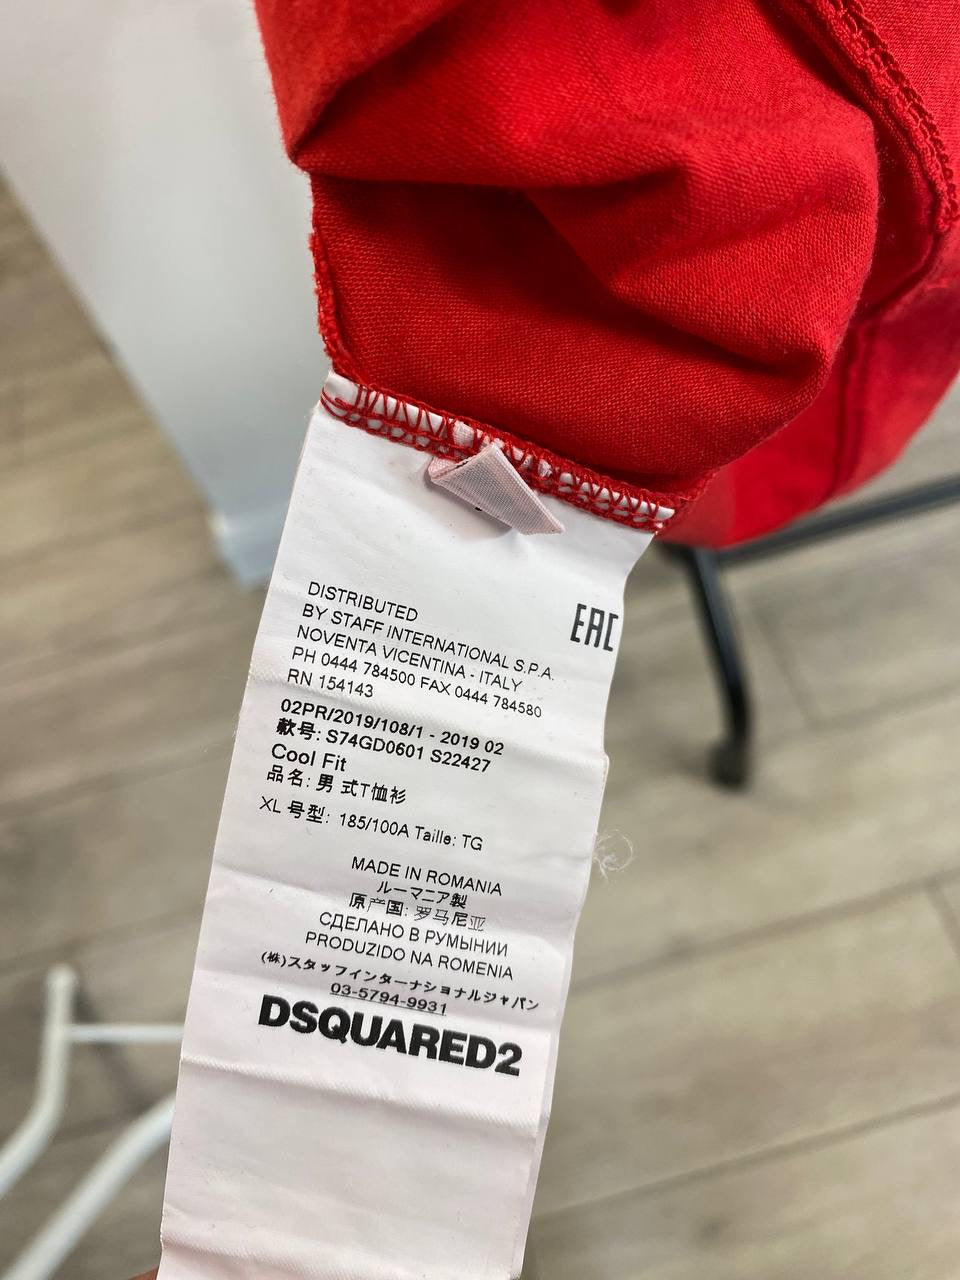 DISTRIBUTED
BY STAFF INTERNATIONAL S.P.A.
NOVENTA VICENTINA - ITALY
PH 0444 784500 FAX 0444 784580
RN 154143
EAC
02PR/2019/108/1 - 2019 02
款号: S74GD0601 S22427
Cool Fit
品名: 男 式T恤衫
XL 号型: 185/100A Taille: TG
MADE IN ROMANIA
ルーマニア製
原产国: 罗马尼亚
СДЕЛАНО В РУМЫНИИ
PRODUZIDO NA ROMENIA
(株)スタッフインターナショナルジャパン
03-5794-9931
DSQUARED2